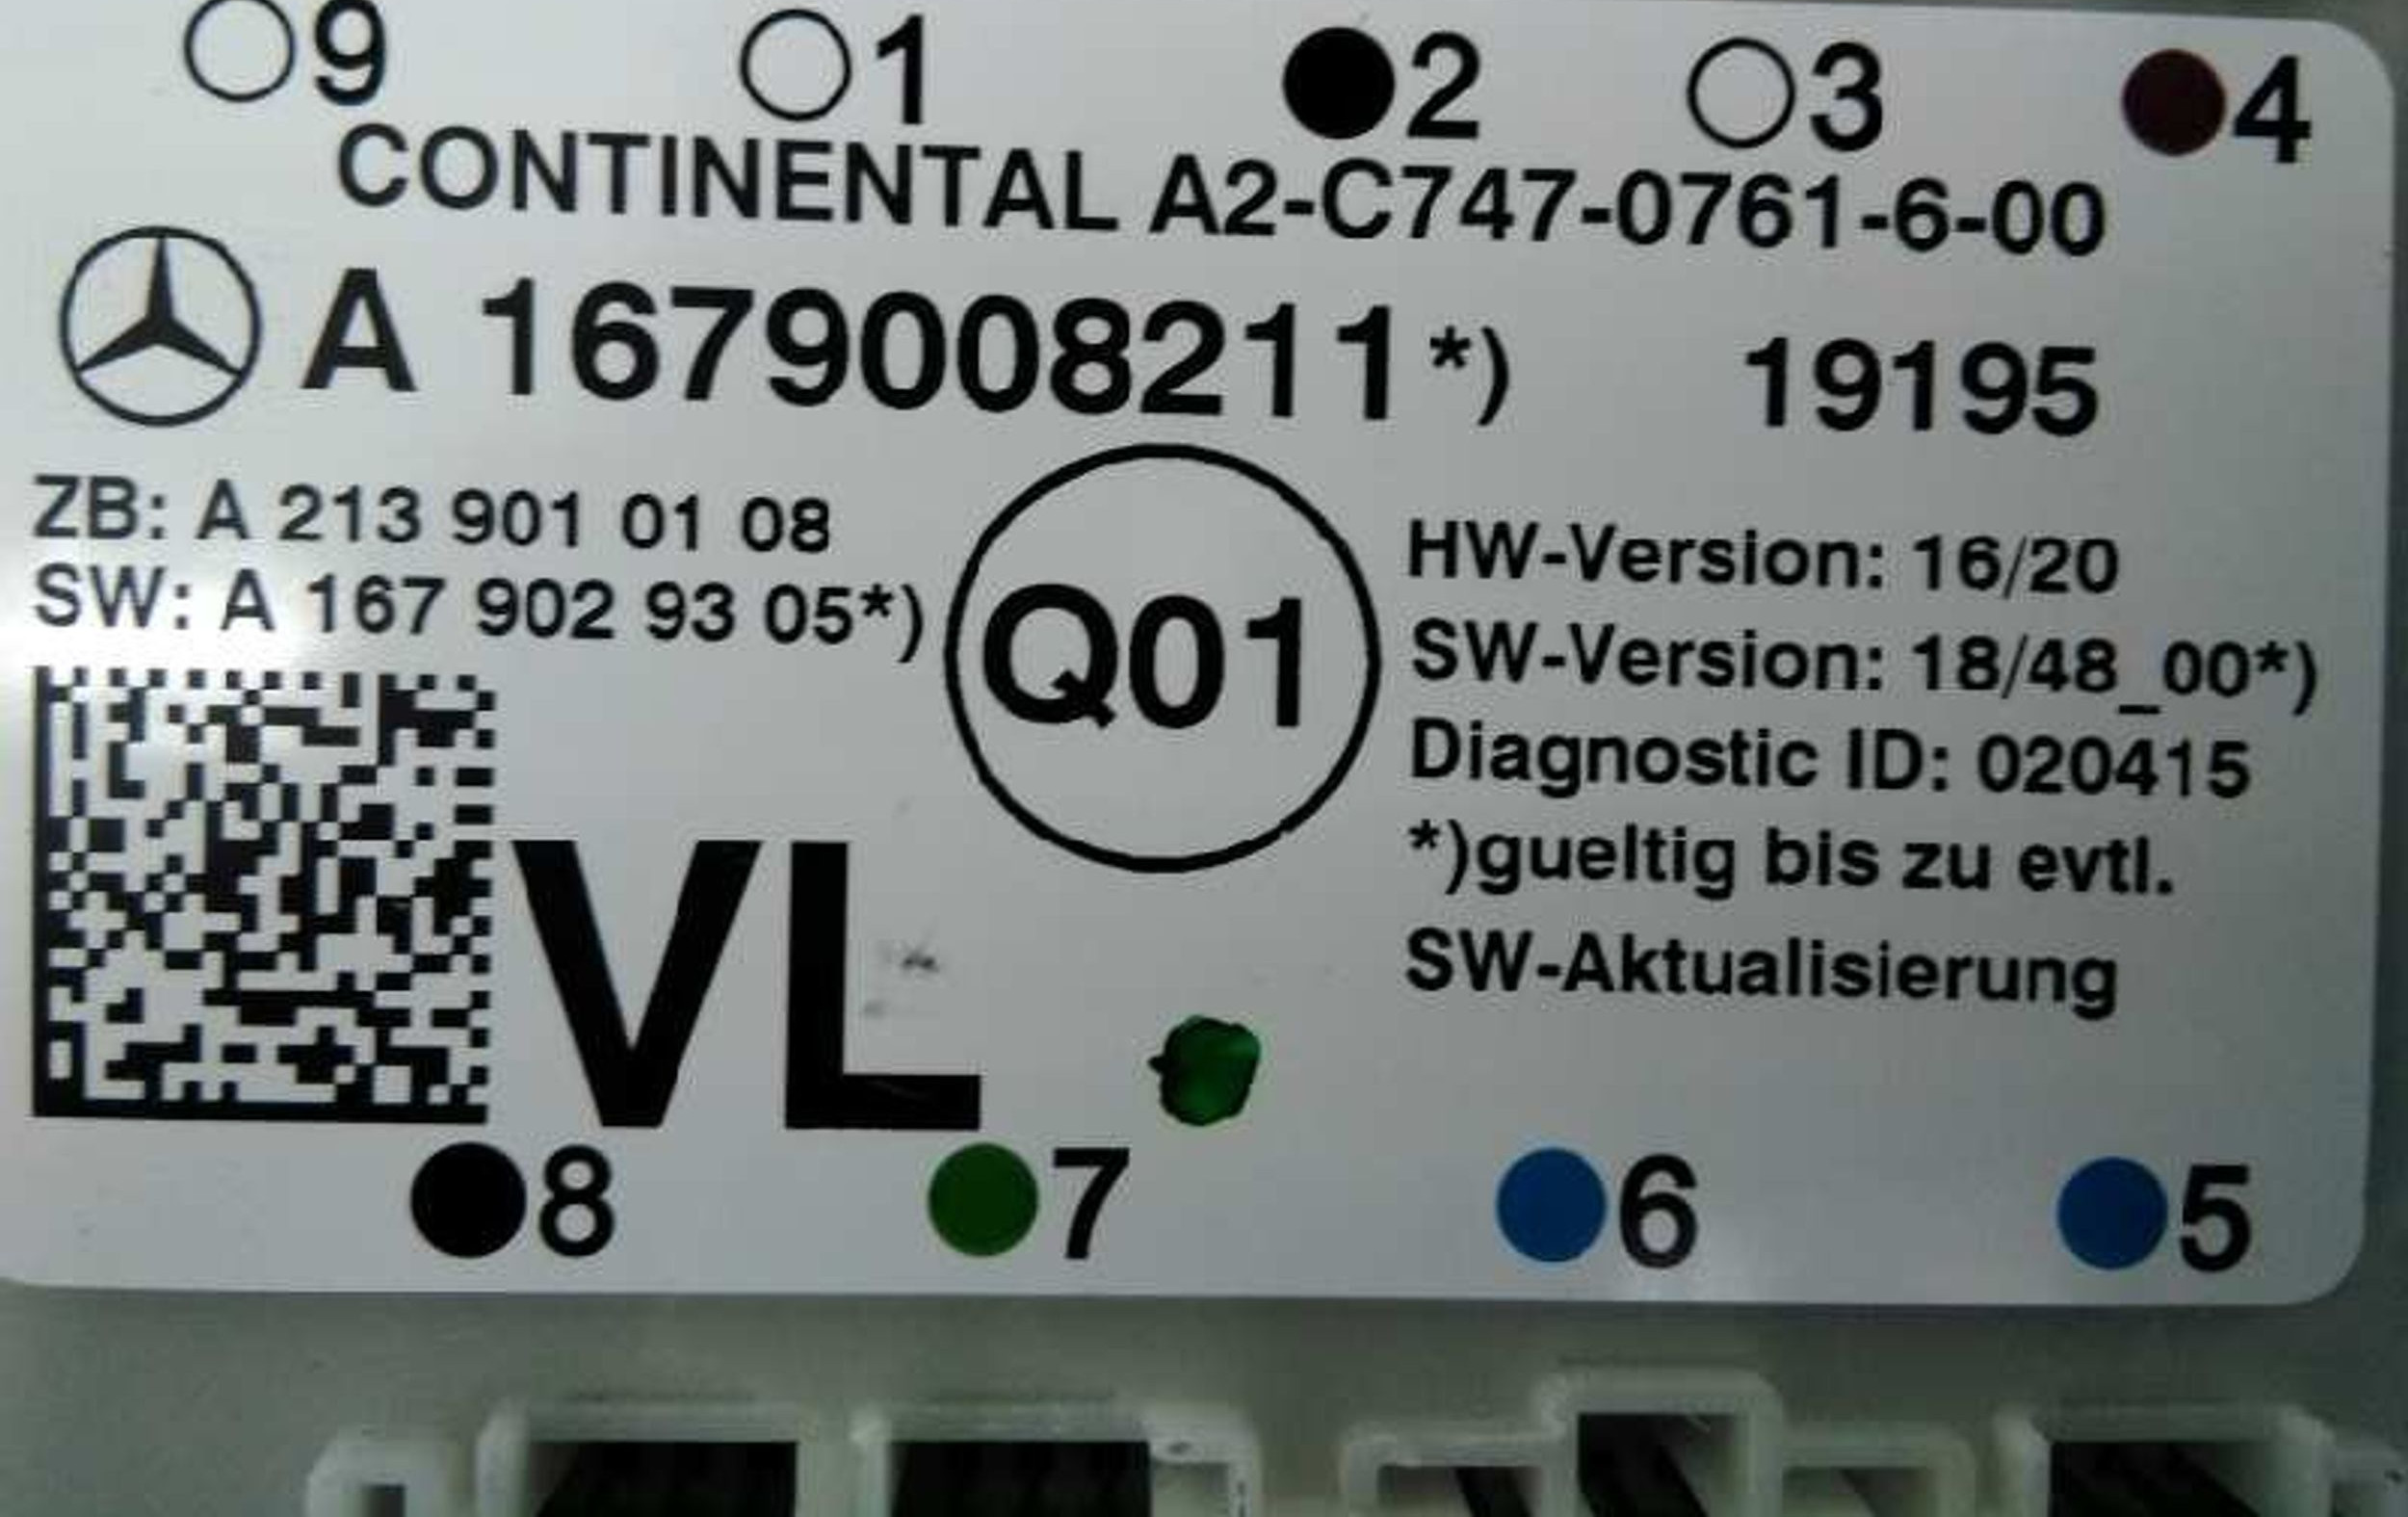 9 1 2 3 4
CONTINENTAL A2-C747-0761-6-00
A 1679008211*) 19195
ZB: A 213 901 01 08
SW: A 167 902 93 05*)
Q01
HW-Version: 16/20
SW-Version: 18/48_00*)
Diagnostic ID: 020415
*)gueltig bis zu evtl.
SW-Aktualisierung
VL
8 7 6 5